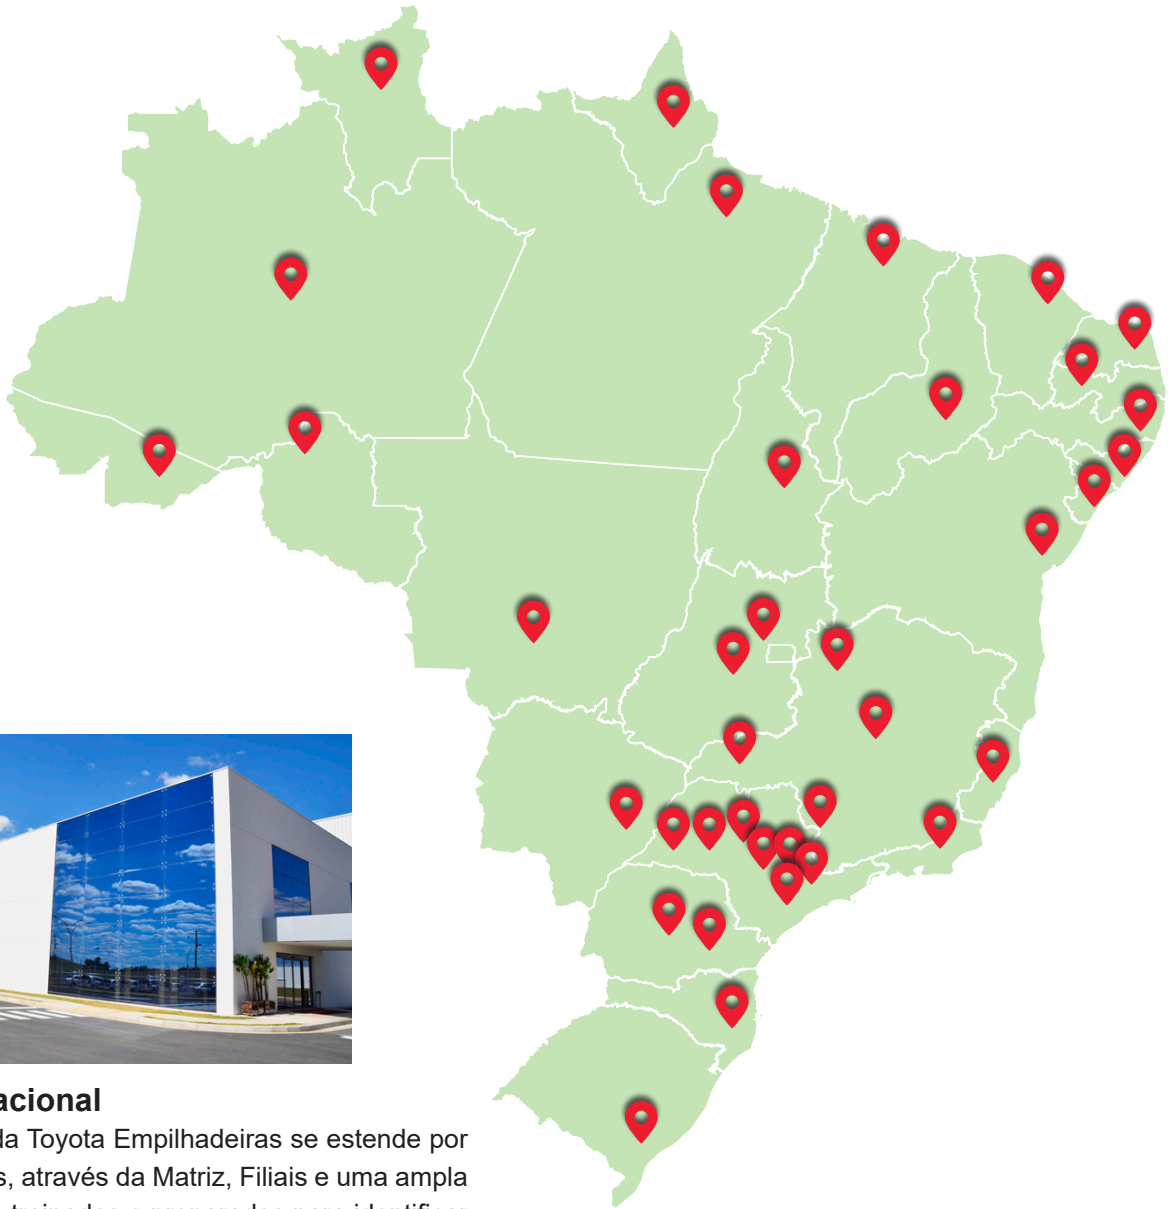 acional
da Toyota Empilhadeiras se estende por
s, através da Matriz, Filiais e uma ampla